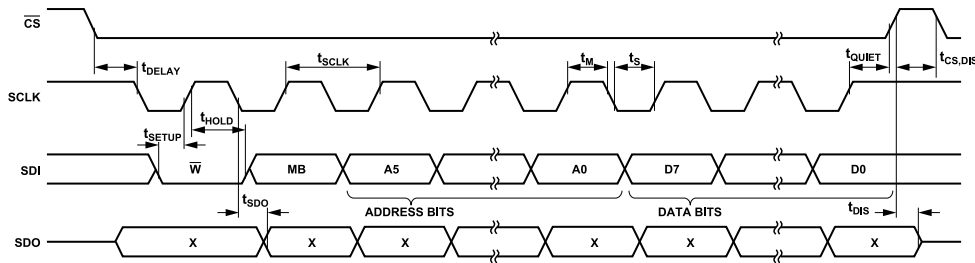 CS
tDELAY
tSCLK
tM
tS
tQUIET
tCS,DIS
SCLK
tSETUP
tHOLD
SDI
W
MB
A5
A0
D7
D0
tSDO
ADDRESS BITS
DATA BITS
tDIS
SDO
X
X
X
X
X
X